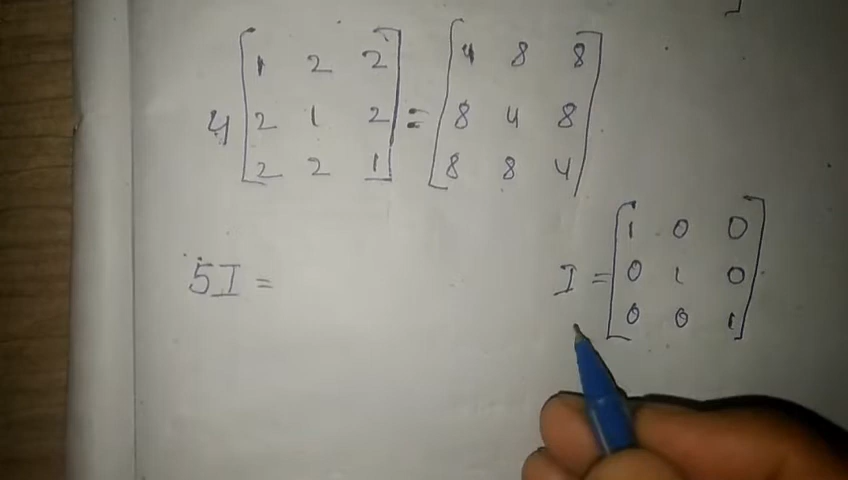 4 [1 2 2; 2 1 2; 2 2 1] = [4 8 8; 8 4 8; 8 8 4]
5I =
I = [1 0 0; 0 1 0; 0 0 1]